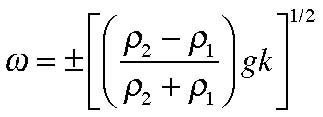 ω = ±[((ρ₂ − ρ₁)/(ρ₂ + ρ₁)) gk]^{1/2}